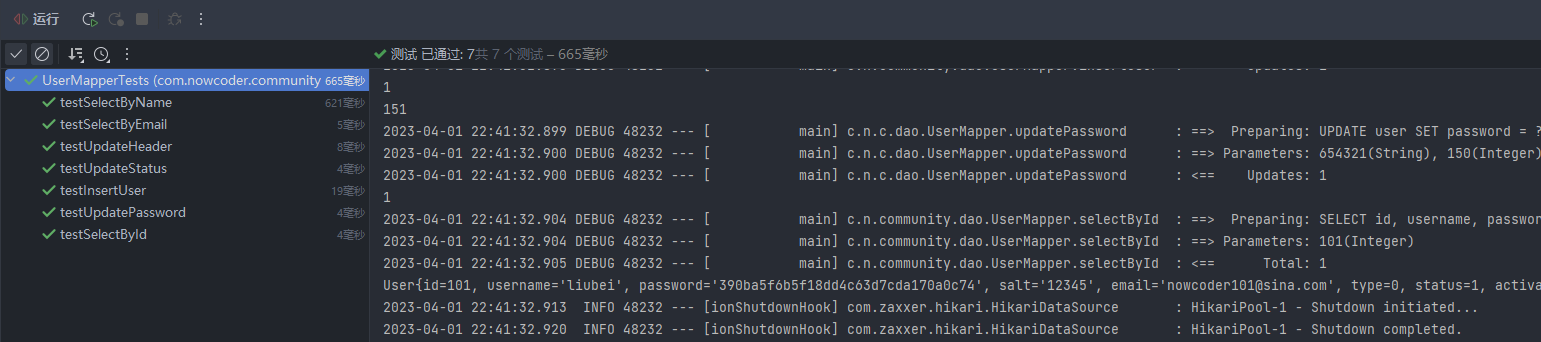 运行
测试 已通过: 7共 7 个测试 – 665毫秒
UserMapperTests (com.nowcoder.community 665毫秒
testSelectByName 621毫秒
testSelectByEmail 5毫秒
testUpdateHeader 8毫秒
testUpdateStatus 4毫秒
testInsertUser 19毫秒
testUpdatePassword 4毫秒
testSelectById 4毫秒
1
151
2023-04-01 22:41:32.899 DEBUG 48232 --- [           main] c.n.c.dao.UserMapper.updatePassword      : ==>  Preparing: UPDATE user SET password = ?
2023-04-01 22:41:32.900 DEBUG 48232 --- [           main] c.n.c.dao.UserMapper.updatePassword      : ==> Parameters: 654321(String), 150(Integer)
2023-04-01 22:41:32.900 DEBUG 48232 --- [           main] c.n.c.dao.UserMapper.updatePassword      : <==    Updates: 1
1
2023-04-01 22:41:32.904 DEBUG 48232 --- [           main] c.n.community.dao.UserMapper.selectById  : ==>  Preparing: SELECT id, username, passwor
2023-04-01 22:41:32.904 DEBUG 48232 --- [           main] c.n.community.dao.UserMapper.selectById  : ==> Parameters: 101(Integer)
2023-04-01 22:41:32.905 DEBUG 48232 --- [           main] c.n.community.dao.UserMapper.selectById  : <==      Total: 1
User{id=101, username='liubei', password='390ba5f6b5f18dd4c63d7cda170a0c74', salt='12345', email='nowcoder101@sina.com', type=0, status=1, activa
2023-04-01 22:41:32.913  INFO 48232 --- [ionShutdownHook] com.zaxxer.hikari.HikariDataSource       : HikariPool-1 - Shutdown initiated...
2023-04-01 22:41:32.920  INFO 48232 --- [ionShutdownHook] com.zaxxer.hikari.HikariDataSource       : HikariPool-1 - Shutdown completed.